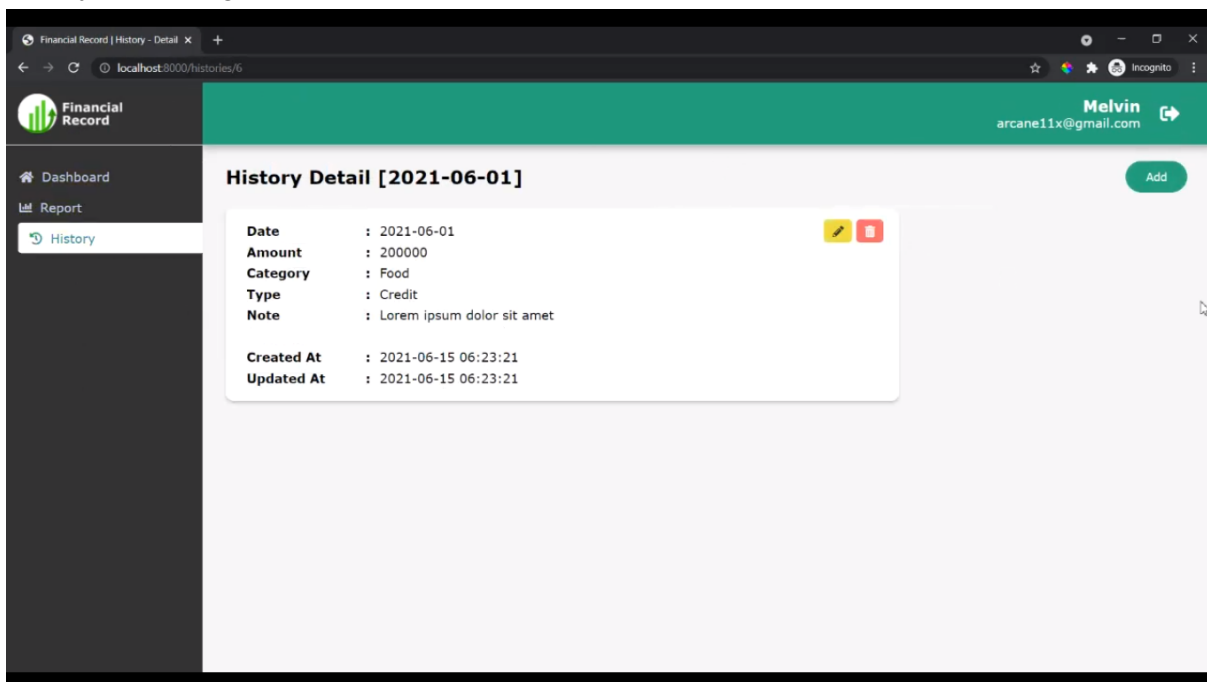 Financial Record | History - Detail
localhost:8000/histories/6
Incognito
Financial
Record
Melvin
arcane11x@gmail.com
Dashboard
Report
History
History Detail [2021-06-01]
Add
Date : 2021-06-01
Amount : 200000
Category : Food
Type : Credit
Note : Lorem ipsum dolor sit amet
Created At : 2021-06-15 06:23:21
Updated At : 2021-06-15 06:23:21